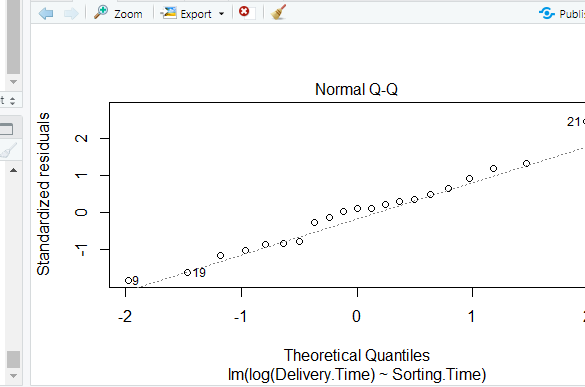 Zoom Export Publi
t
Normal Q-Q
Standardized residuals
2
1
0
-1
21
19
9
-2 -1 0 1 2
Theoretical Quantiles
lm(log(Delivery.Time) ~ Sorting.Time)